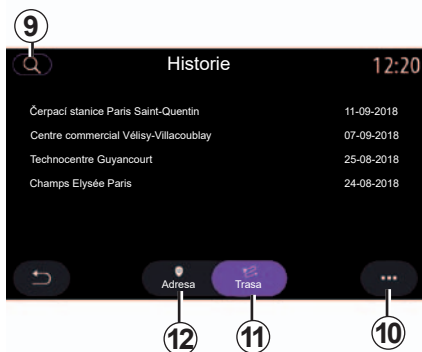 9
Historie 12:20
Čerpací stanice Paris Saint-Quentin 11-09-2018
Centre commercial Vélisy-Villacoublay 07-09-2018
Technocentre Guyancourt 25-08-2018
Champs Elysée Paris 24-08-2018
Adresa Trasa
12 11 10